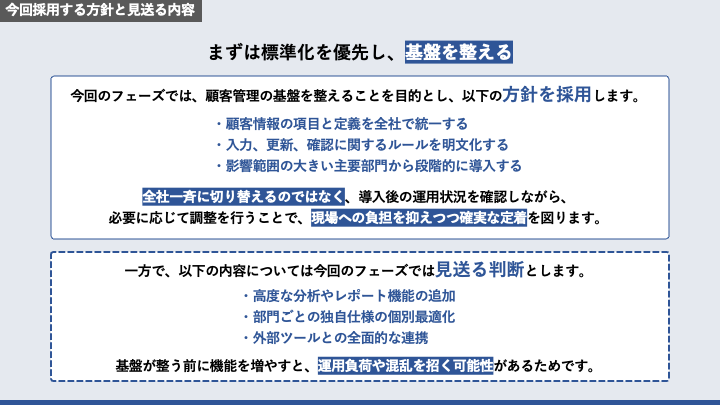 今回採用する方針と見送る内容
まずは標準化を優先し、基盤を整える
今回のフェーズでは、顧客管理の基盤を整えることを目的とし、以下の方針を採用します。
・顧客情報の項目と定義を全社で統一する
・入力、更新、確認に関するルールを明文化する
・影響範囲の大きい主要部門から段階的に導入する
全社一斉に切り替えるのではなく、導入後の運用状況を確認しながら、
必要に応じて調整を行うことで、現場への負担を抑えつつ確実な定着を図ります。
一方で、以下の内容については今回のフェーズでは見送る判断とします。
・高度な分析やレポート機能の追加
・部門ごとの独自仕様の個別最適化
・外部ツールとの全面的な連携
基盤が整う前に機能を増やすと、運用負荷や混乱を招く可能性があるためです。